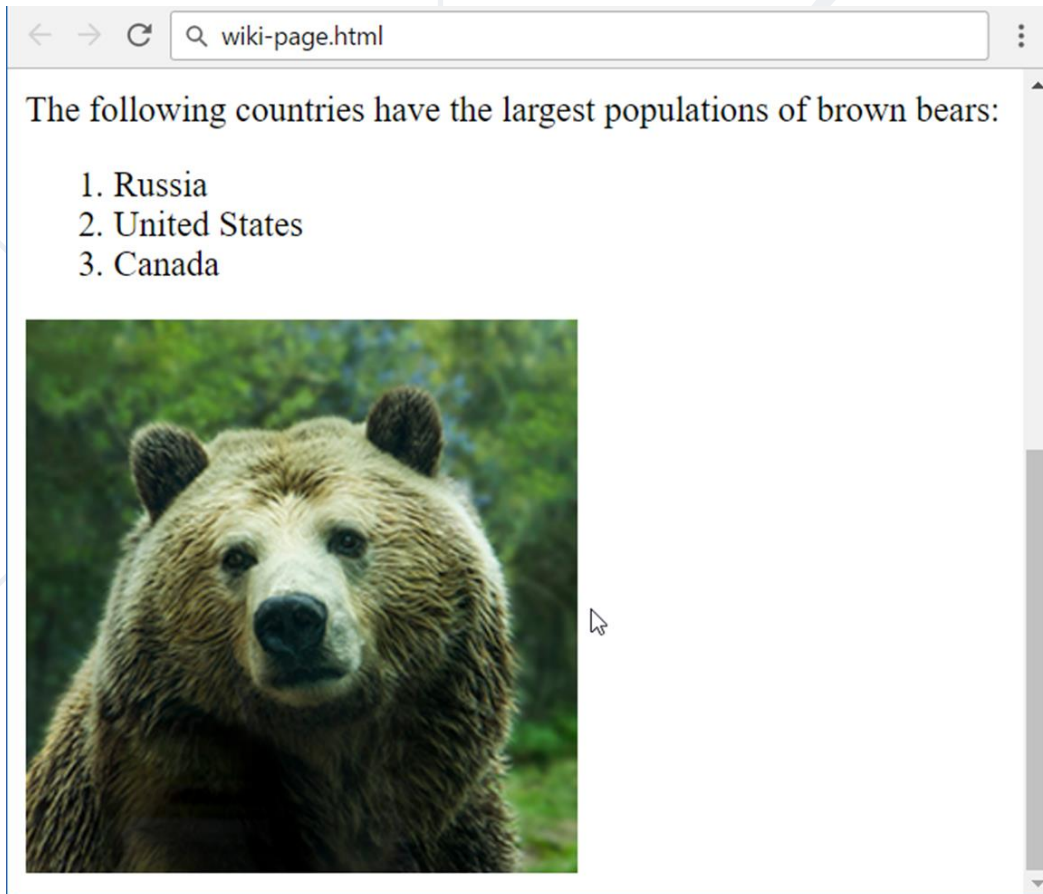 wiki-page.html
The following countries have the largest populations of brown bears:
1. Russia
2. United States
3. Canada